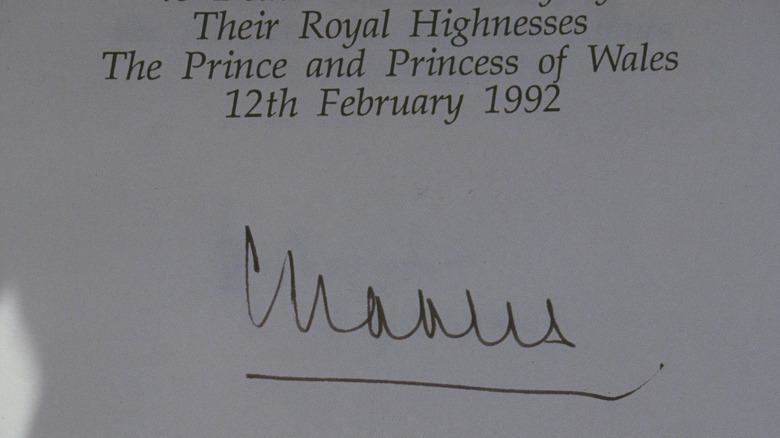 Their Royal Highnesses
The Prince and Princess of Wales
12th February 1992
Charles